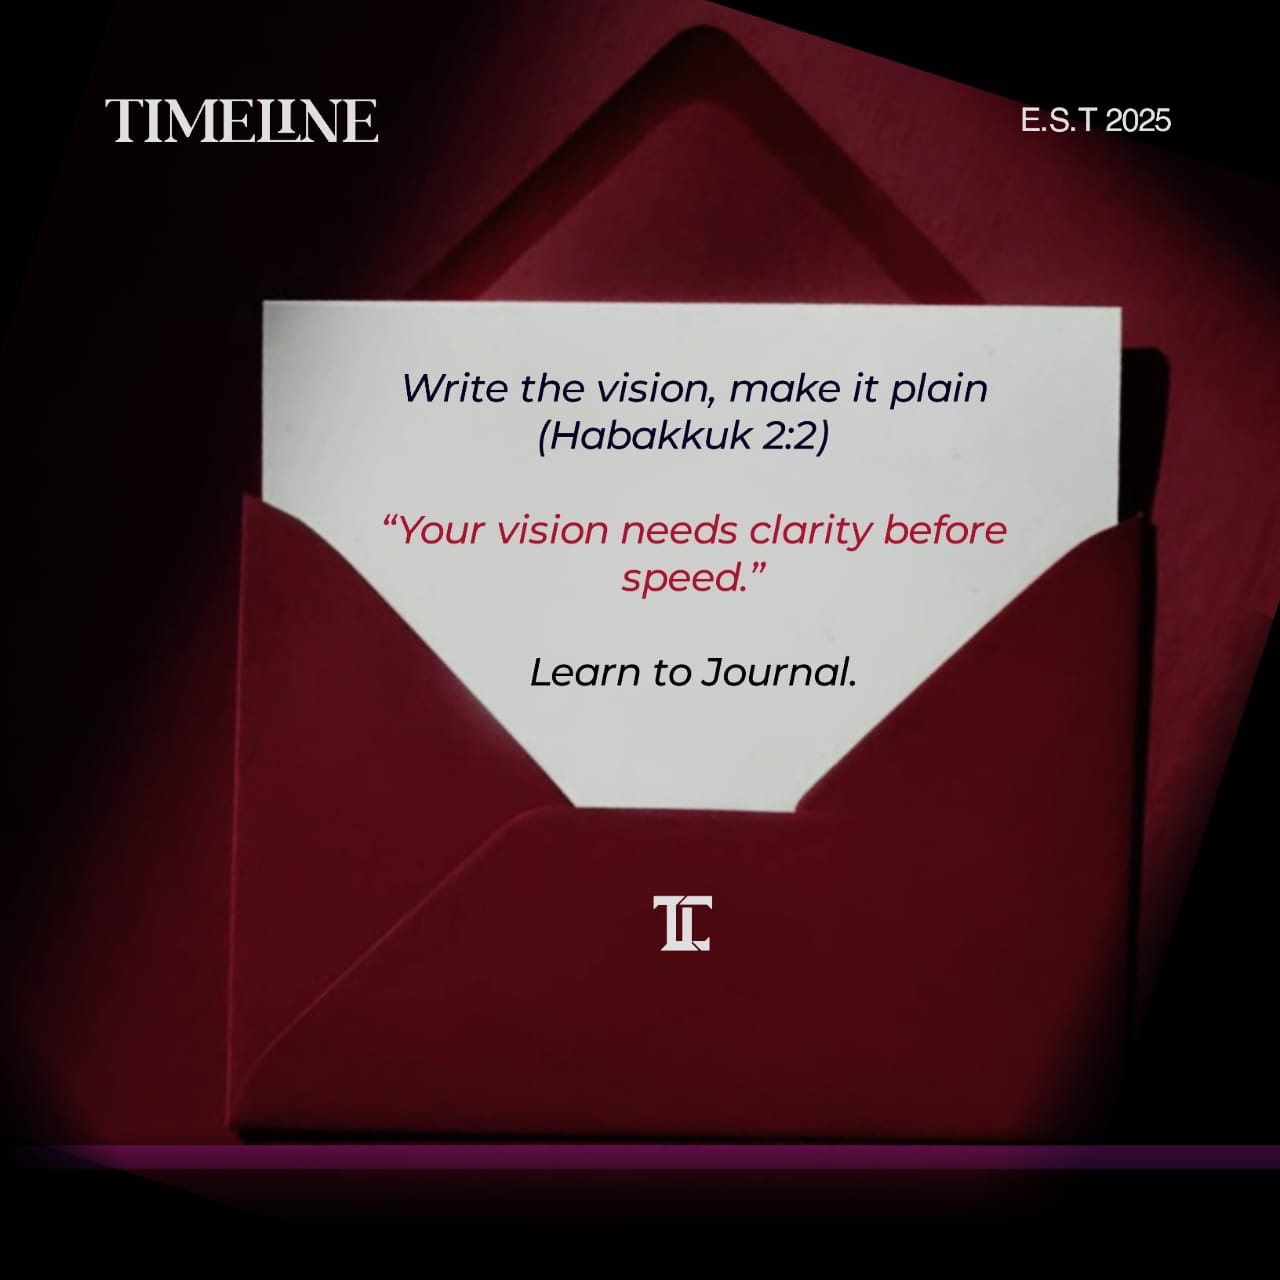 TIMELINE
E.S.T 2025
Write the vision, make it plain
(Habakkuk 2:2)
“Your vision needs clarity before
speed.”
Learn to Journal.